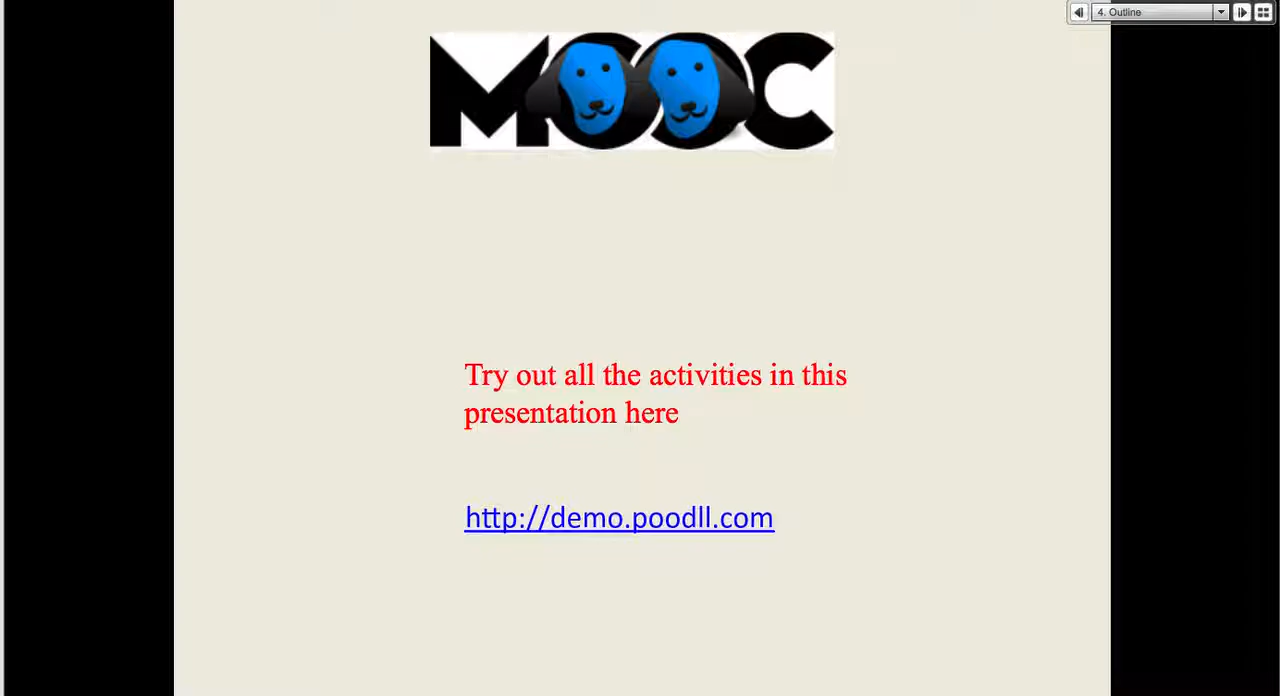 4. Outline
MOOC
Try out all the activities in this
presentation here
http://demo.poodll.com